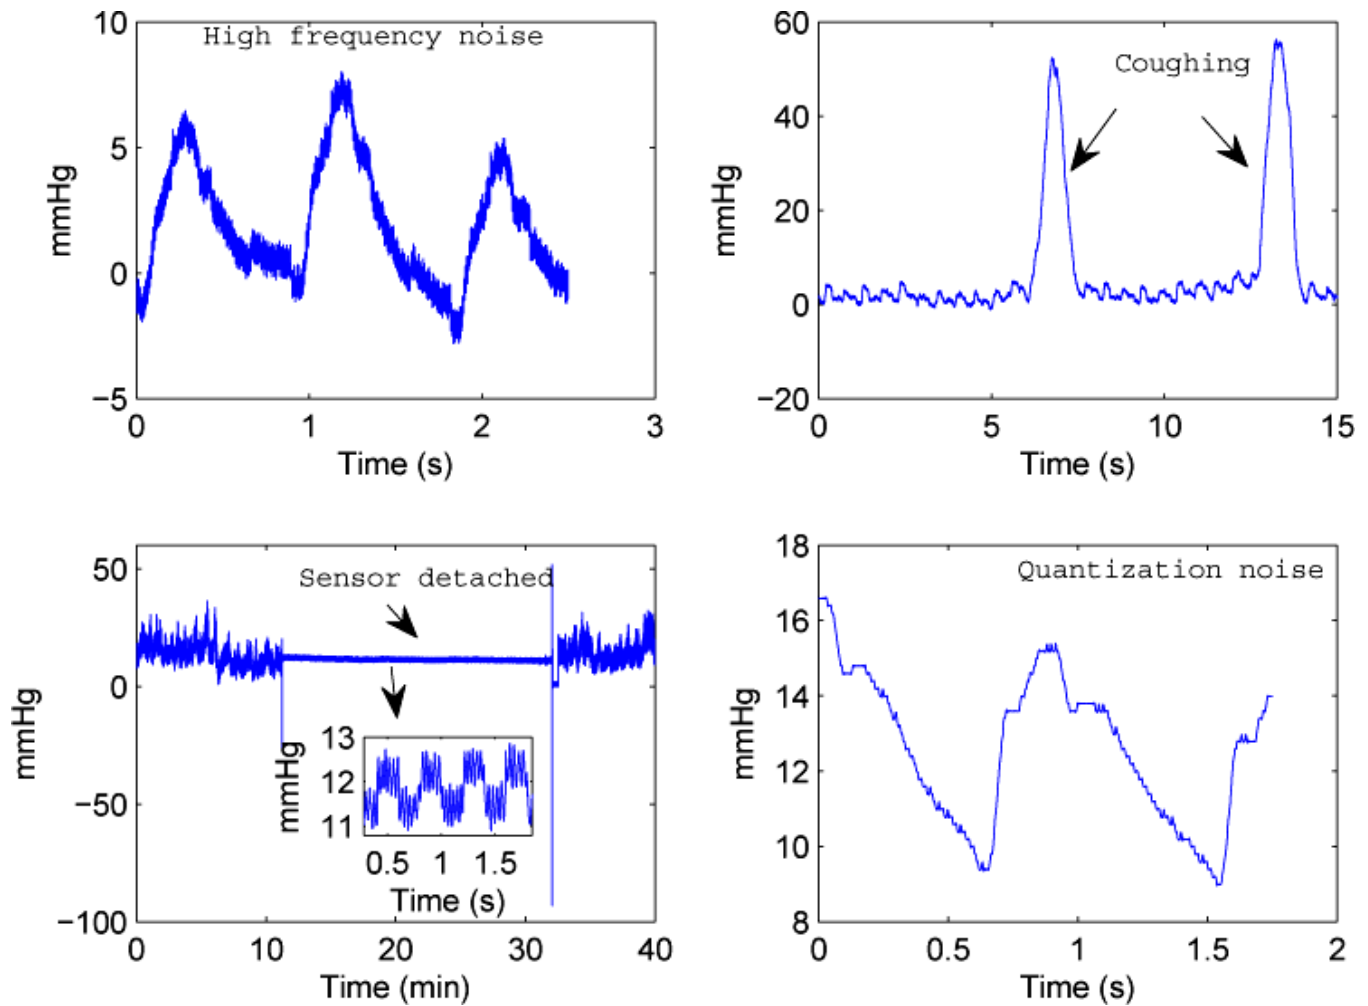 High frequency noise
10
5
0
−5
mmHg
0 1 2 3
Time (s)
Coughing
60
40
20
0
−20
mmHg
0 5 10 15
Time (s)
Sensor detached
50
0
−50
−100
mmHg
0 10 20 30 40
Time (min)
13
12
11
mmHg
0.5 1 1.5
Time (s)
Quantization noise
18
16
14
12
10
8
mmHg
0 0.5 1 1.5 2
Time (s)